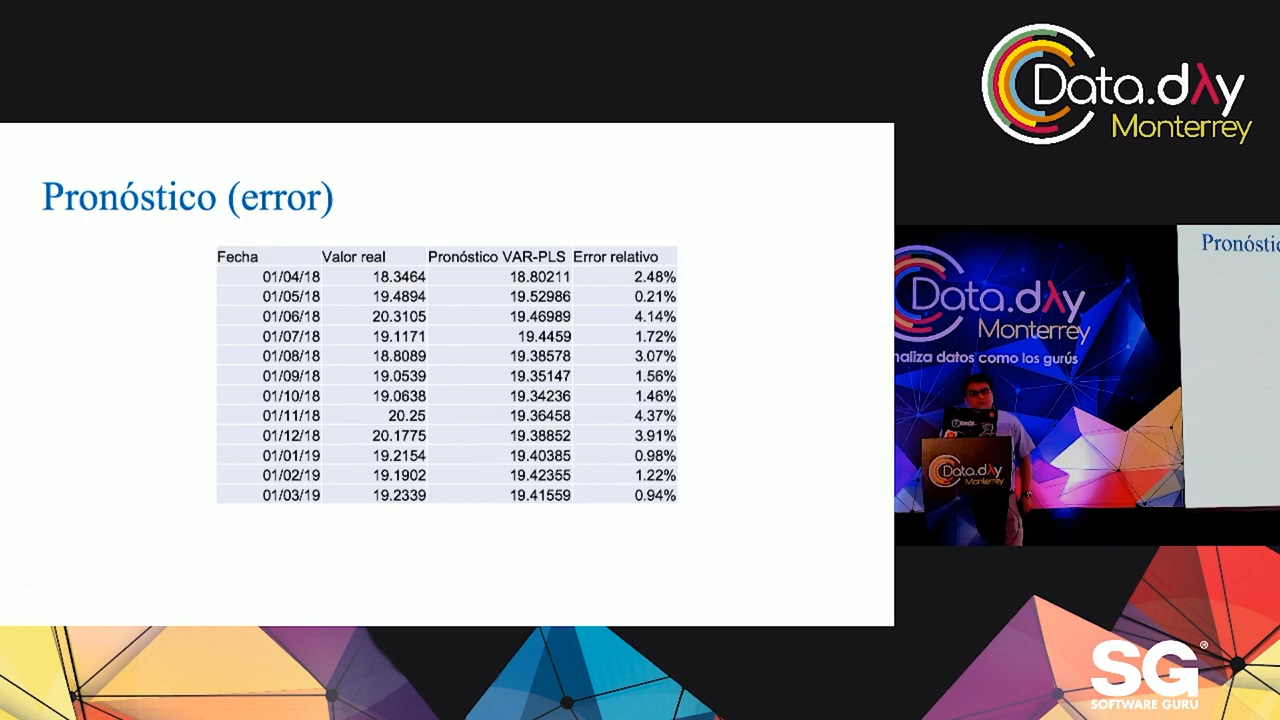 Data.dλy
Monterrey
Pronóstico (error)
Fecha Valor real Pronóstico VAR-PLS Error relativo
01/04/18 18.3464 18.80211 2.48%
01/05/18 19.4894 19.52986 0.21%
01/06/18 20.3105 19.46989 4.14%
01/07/18 19.1171 19.4459 1.72%
01/08/18 18.8089 19.38578 3.07%
01/09/18 19.0539 19.35147 1.56%
01/10/18 19.0638 19.34236 1.46%
01/11/18 20.25 19.36458 4.37%
01/12/18 20.1775 19.38852 3.91%
01/01/19 19.2154 19.40385 0.98%
01/02/19 19.1902 19.42355 1.22%
01/03/19 19.2339 19.41559 0.94%
Pronóstic
Data.dλy
Monterrey
naliza datos como los gurús
Data.dλy
Monterrey
SG®
SOFTWARE GURU